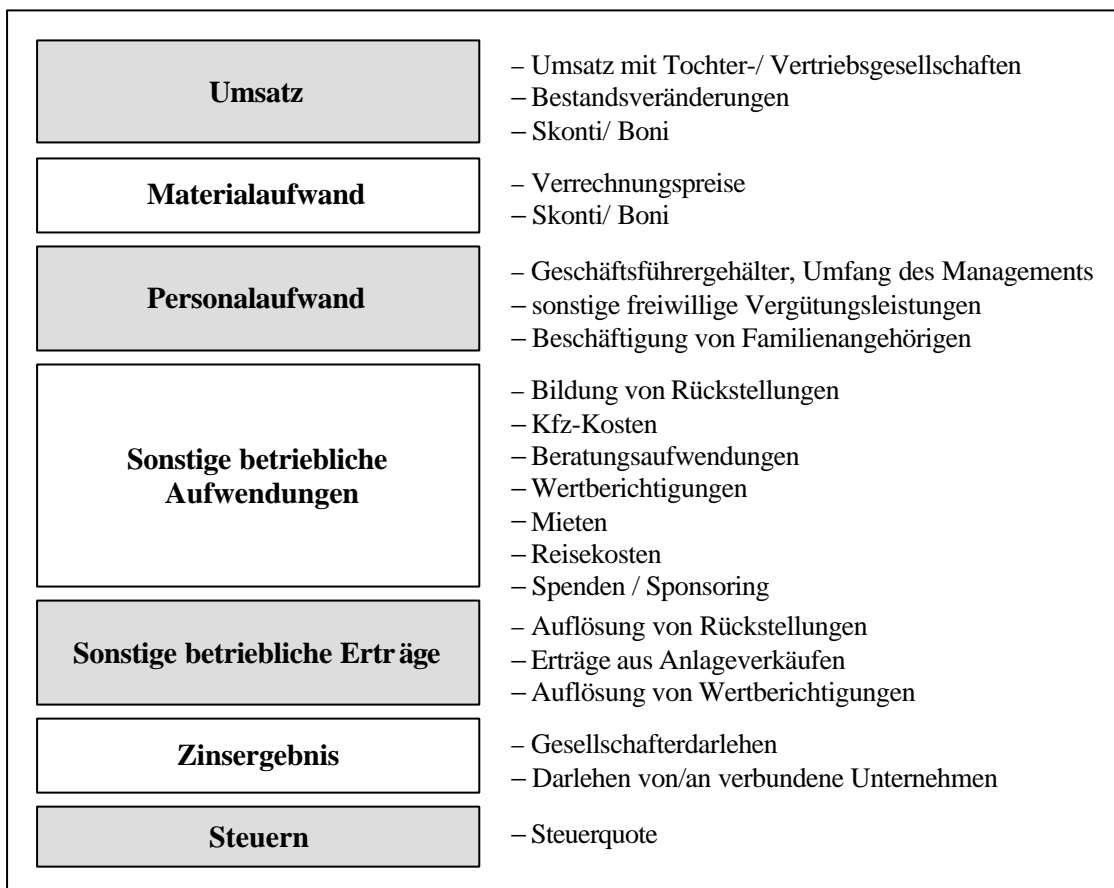 Umsatz
– Umsatz mit Tochter-/ Vertriebsgesellschaften
– Bestandsveränderungen
– Skonti/ Boni
Materialaufwand
– Verrechnungspreise
– Skonti/ Boni
Personalaufwand
– Geschäftsführergehälter, Umfang des Managements
– sonstige freiwillige Vergütungsleistungen
– Beschäftigung von Familienangehörigen
Sonstige betriebliche
Aufwendungen
– Bildung von Rückstellungen
– Kfz-Kosten
– Beratungsaufwendungen
– Wertberichtigungen
– Mieten
– Reisekosten
– Spenden / Sponsoring
Sonstige betriebliche Erträge
– Auflösung von Rückstellungen
– Erträge aus Anlageverkäufen
– Auflösung von Wertberichtigungen
Zinsergebnis
– Gesellschafterdarlehen
– Darlehen von/an verbundene Unternehmen
Steuern
– Steuerquote